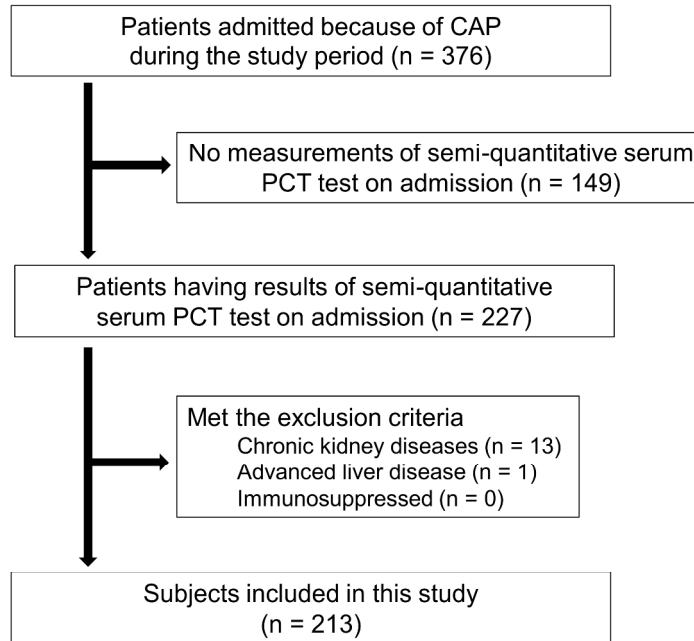 Patients admitted because of CAP
during the study period (n = 376)
No measurements of semi-quantitative serum
PCT test on admission (n = 149)
Patients having results of semi-quantitative
serum PCT test on admission (n = 227)
Met the exclusion criteria
Chronic kidney diseases (n = 13)
Advanced liver disease (n = 1)
Immunosuppressed (n = 0)
Subjects included in this study
(n = 213)